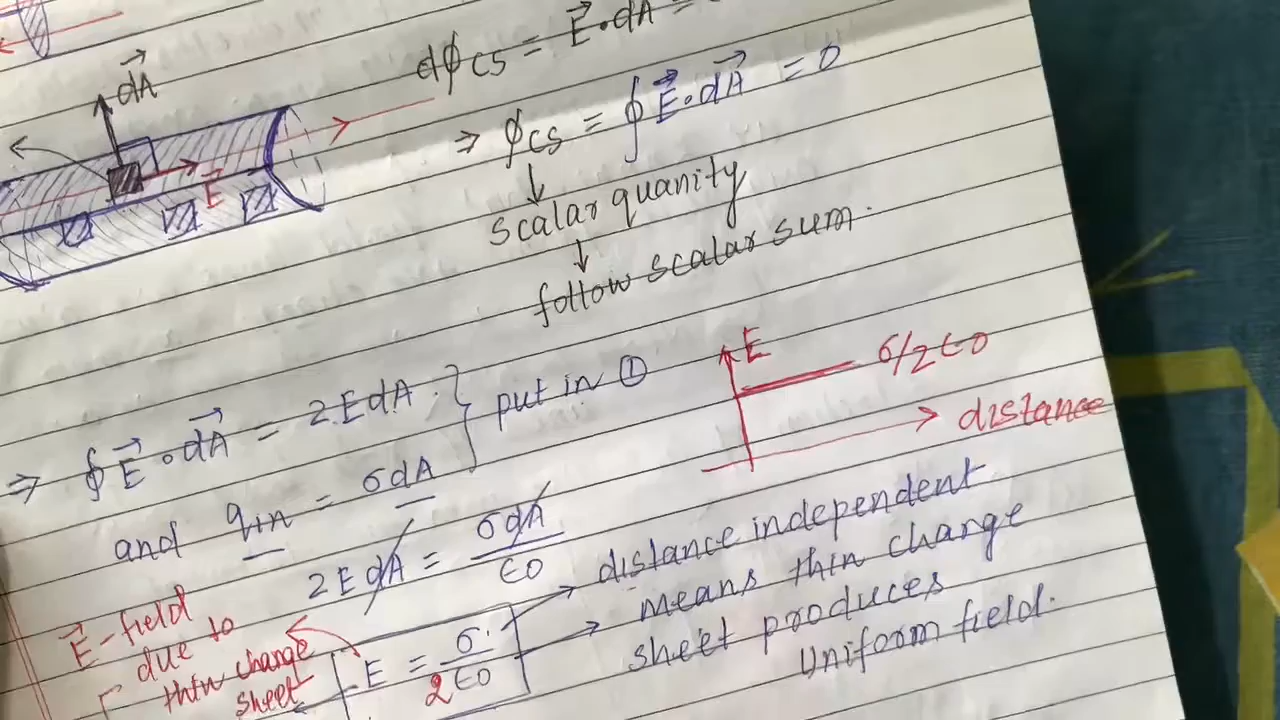 dA
dφcs = E·dA =
⇒ φcs = ∮E·dA = 0
E
↓
scalar quanity
↓
follow scalar sum.
E
σ/2ε0
distance
⇒ ∮E·dA = 2EdA
put in ①
and qin = σdA
2EdA = σdA/ε0
E = σ/2ε0
→ distance independent
→ means thin charge
sheet produces
Uniform field.
E-field
due to
thin charge
sheet